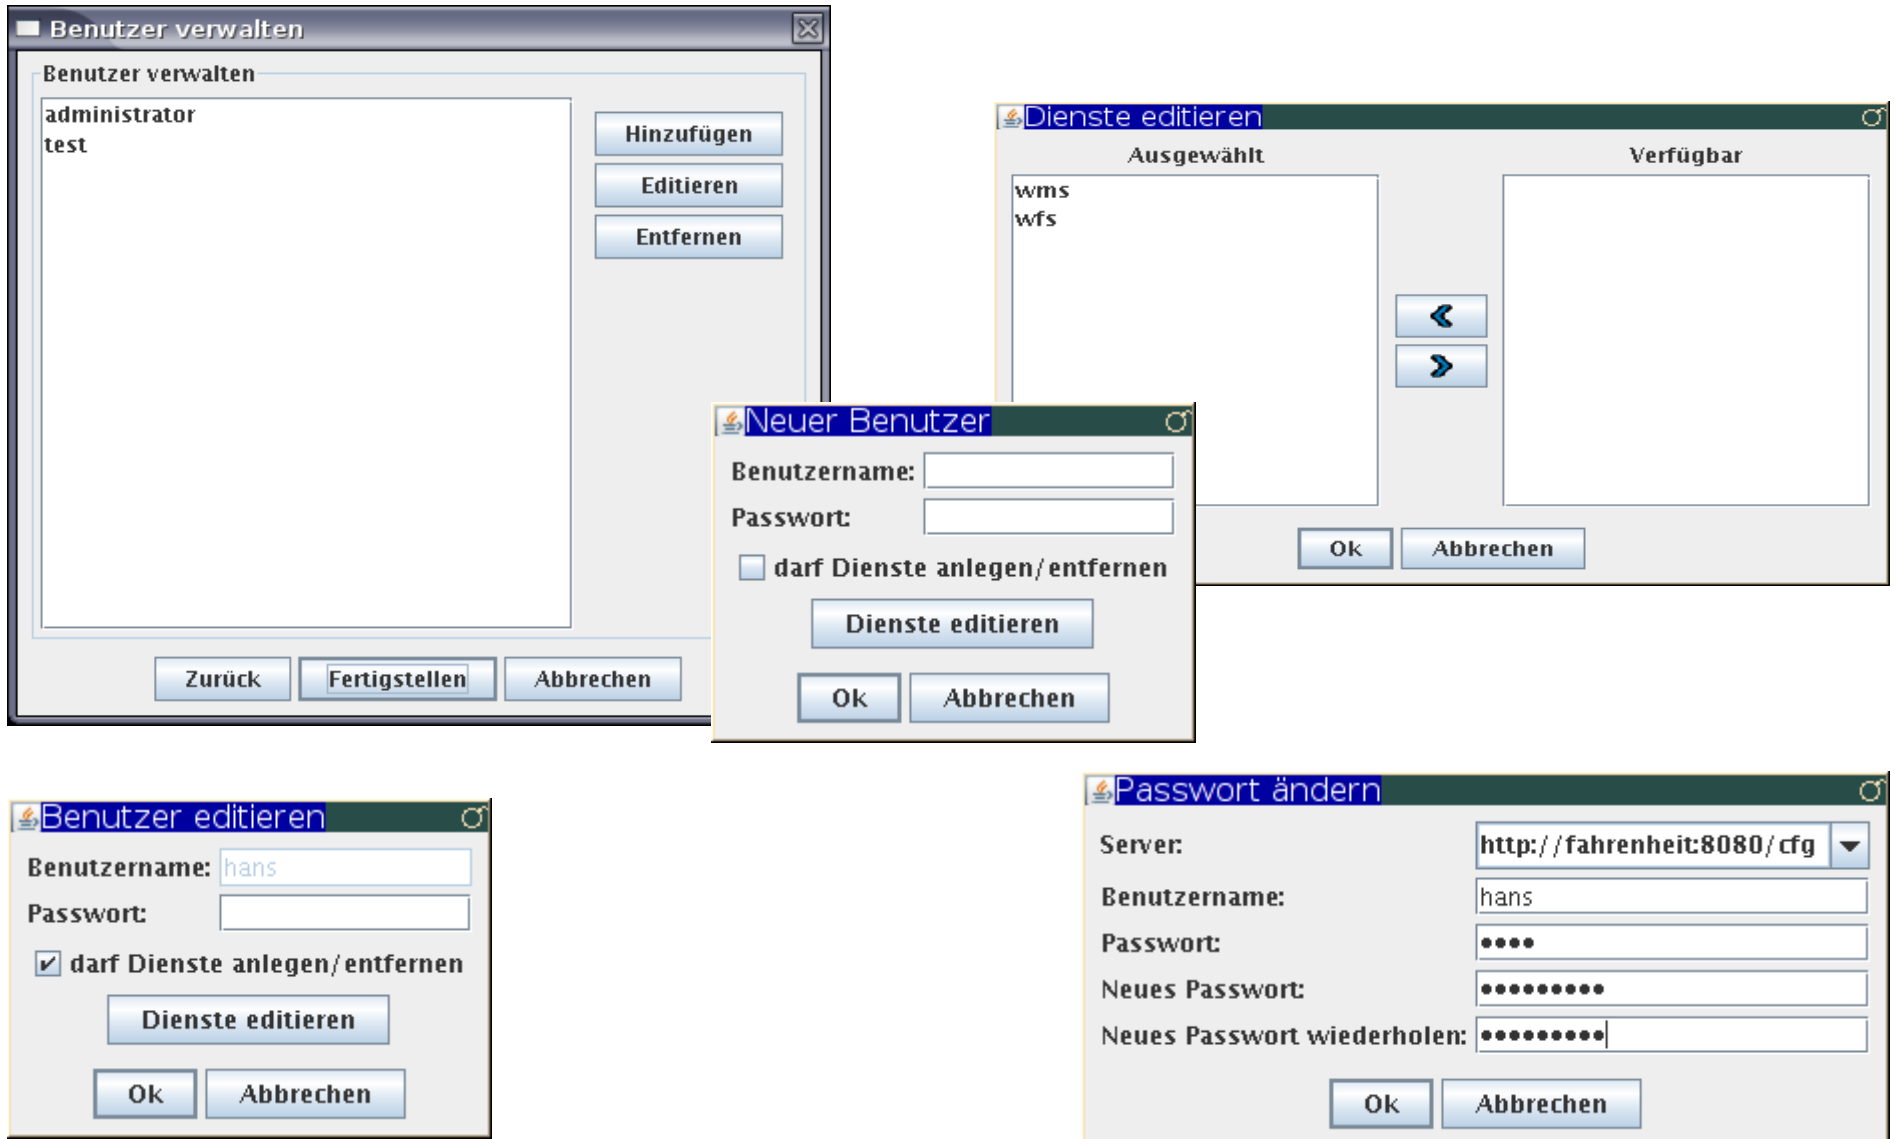 Benutzer verwalten
Benutzer verwalten
administrator
test
Hinzufügen
Editieren
Entfernen
Zurück
Fertigstellen
Abbrechen
Dienste editieren
Ausgewählt
Verfügbar
wms
wfs
Ok
Abbrechen
Neuer Benutzer
Benutzername:
Passwort:
darf Dienste anlegen/entfernen
Dienste editieren
Ok
Abbrechen
Benutzer editieren
Benutzername: hans
Passwort:
darf Dienste anlegen/entfernen
Dienste editieren
Ok
Abbrechen
Passwort ändern
Server: http://fahrenheit:8080/cfg
Benutzername: hans
Passwort: ••••
Neues Passwort: •••••••••
Neues Passwort wiederholen: •••••••••
Ok
Abbrechen